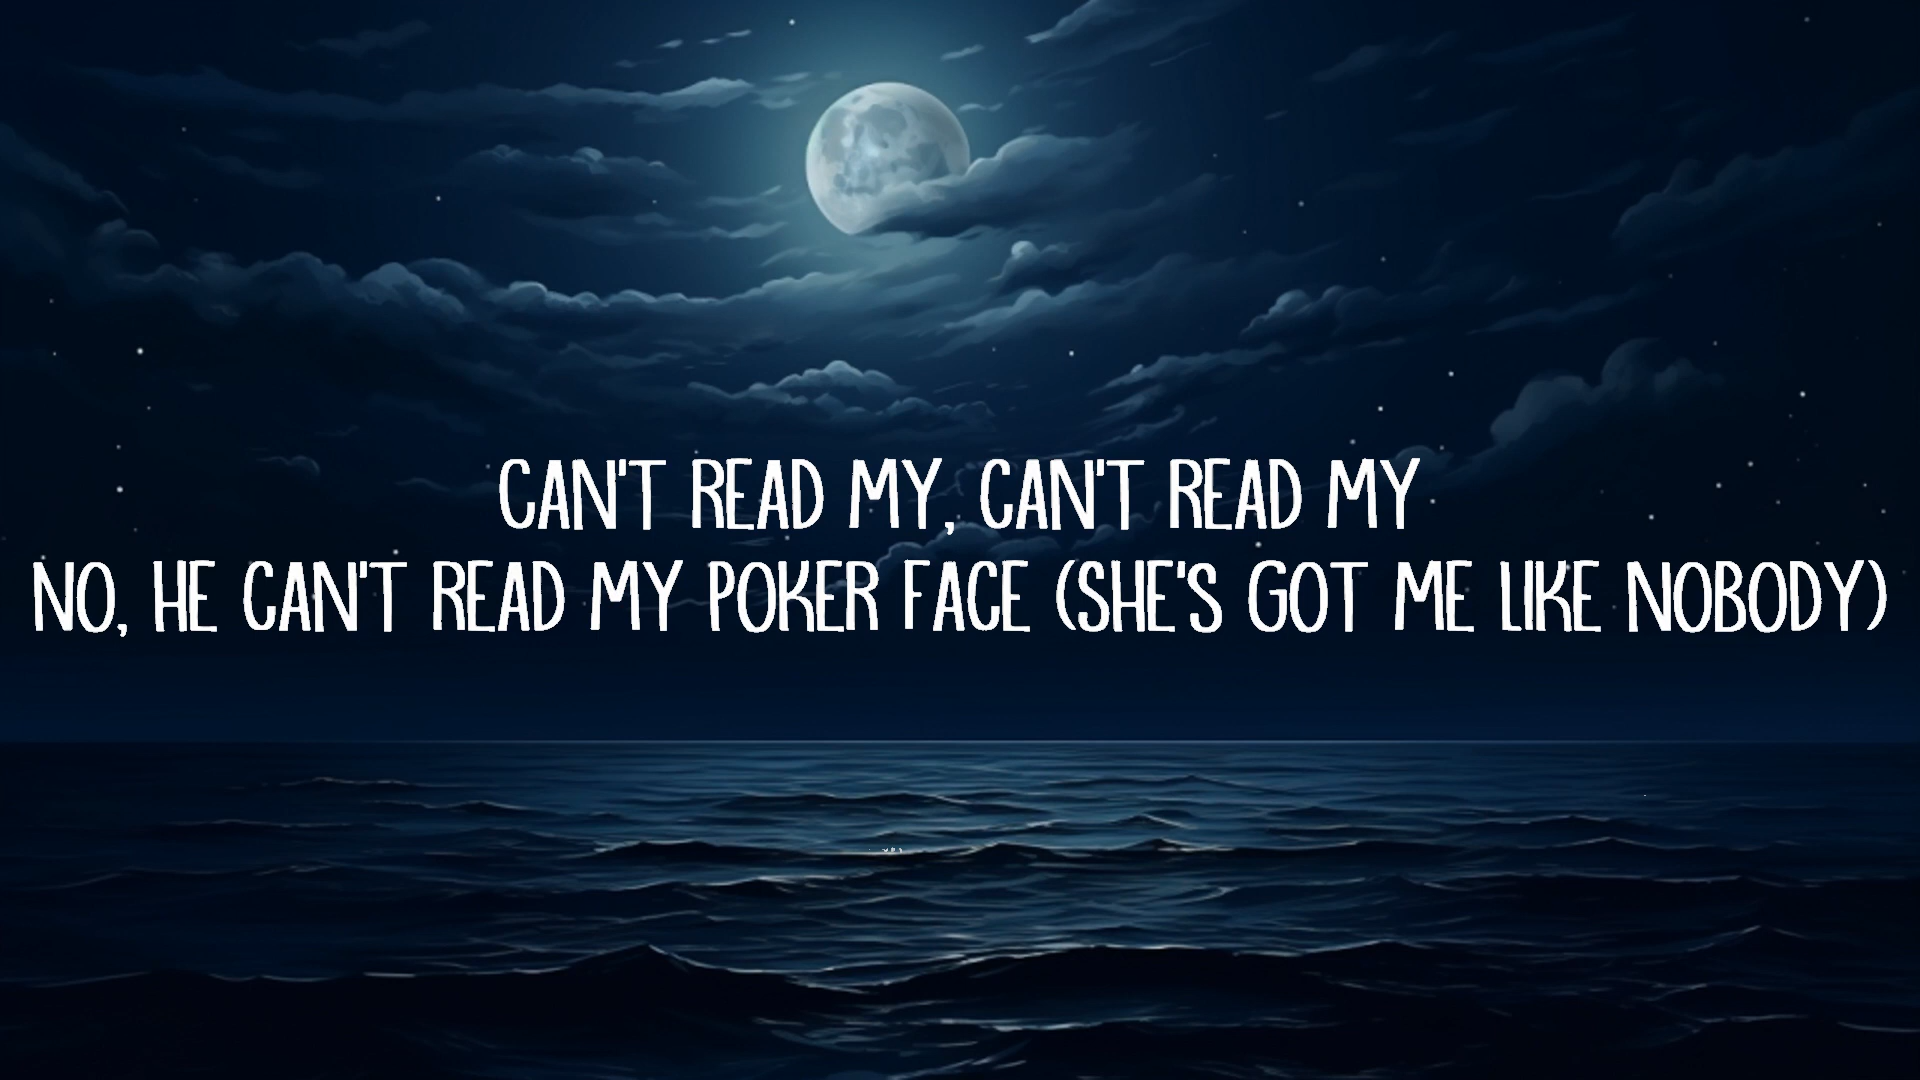 CAN'T READ MY, CAN'T READ MY
NO, HE CAN'T READ MY POKER FACE (SHE'S GOT ME LIKE NOBODY)